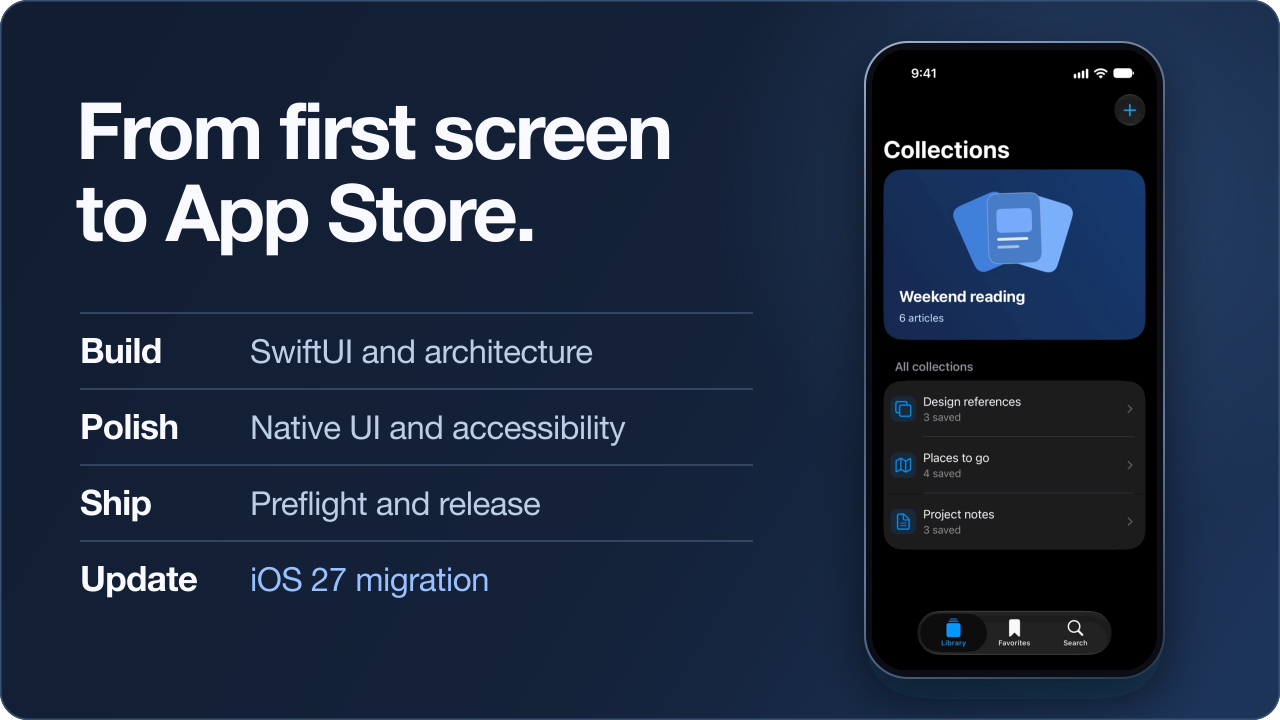 From first screen
to App Store.
Build SwiftUI and architecture
Polish Native UI and accessibility
Ship Preflight and release
Update iOS 27 migration
9:41
Collections
Weekend reading
6 articles
All collections
Design references
3 saved
Places to go
4 saved
Project notes
3 saved
Library Favorites Search